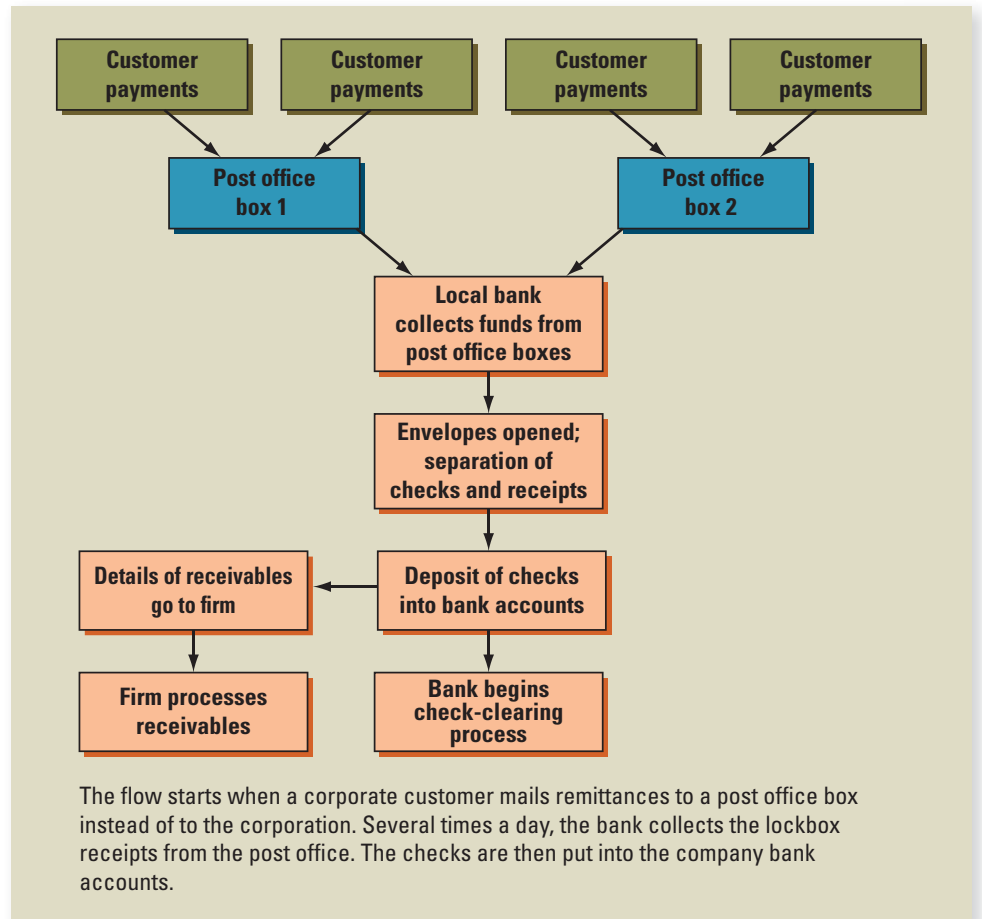 Customer
payments
Customer
payments
Customer
payments
Customer
payments
Post office
box 1
Post office
box 2
Local bank
collects funds from
post office boxes
Envelopes opened;
separation of
checks and receipts
Details of receivables
go to firm
Deposit of checks
into bank accounts
Firm processes
receivables
Bank begins
check-clearing
process
The flow starts when a corporate customer mails remittances to a post office box
instead of to the corporation. Several times a day, the bank collects the lockbox
receipts from the post office. The checks are then put into the company bank
accounts.